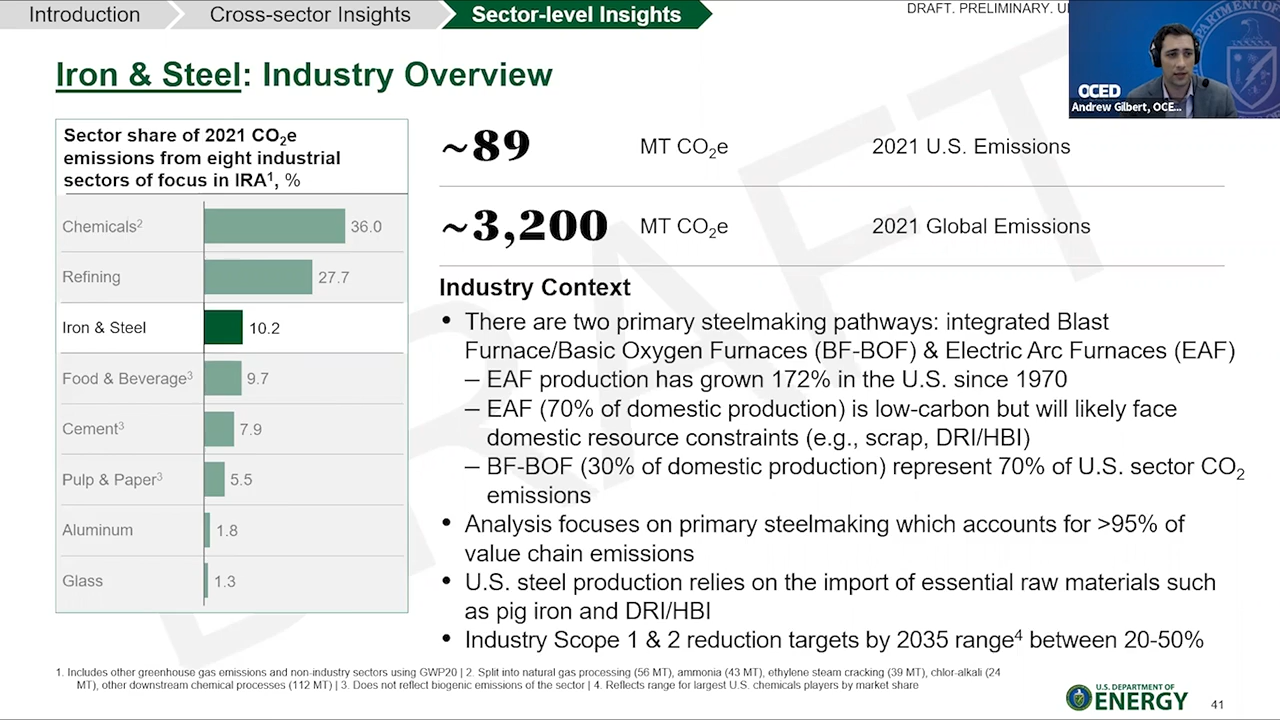 Introduction
Cross-sector Insights
Sector-level Insights
DRAFT. PRELIMINARY.
OCED
Andrew Gilbert, OCE...
Iron & Steel: Industry Overview
Sector share of 2021 CO₂e
emissions from eight industrial
sectors of focus in IRA¹, %
Chemicals² 36.0
Refining 27.7
Iron & Steel 10.2
Food & Beverage³ 9.7
Cement³ 7.9
Pulp & Paper³ 5.5
Aluminum 1.8
Glass 1.3
~89 MT CO₂e 2021 U.S. Emissions
~3,200 MT CO₂e 2021 Global Emissions
Industry Context
• There are two primary steelmaking pathways: integrated Blast
Furnace/Basic Oxygen Furnaces (BF-BOF) & Electric Arc Furnaces (EAF)
– EAF production has grown 172% in the U.S. since 1970
– EAF (70% of domestic production) is low-carbon but will likely face
domestic resource constraints (e.g., scrap, DRI/HBI)
– BF-BOF (30% of domestic production) represent 70% of U.S. sector CO₂
emissions
• Analysis focuses on primary steelmaking which accounts for >95% of
value chain emissions
• U.S. steel production relies on the import of essential raw materials such
as pig iron and DRI/HBI
• Industry Scope 1 & 2 reduction targets by 2035 range⁴ between 20-50%
DRAFT
1. Includes other greenhouse gas emissions and non-industry sectors using GWP20 | 2. Split into natural gas processing (56 MT), ammonia (43 MT), ethylene steam cracking (39 MT), chlor-alkali (24
MT), other downstream chemical processes (112 MT) | 3. Does not reflect biogenic emissions of the sector | 4. Reflects range for largest U.S. chemicals players by market share
U.S. DEPARTMENT OF
ENERGY
41